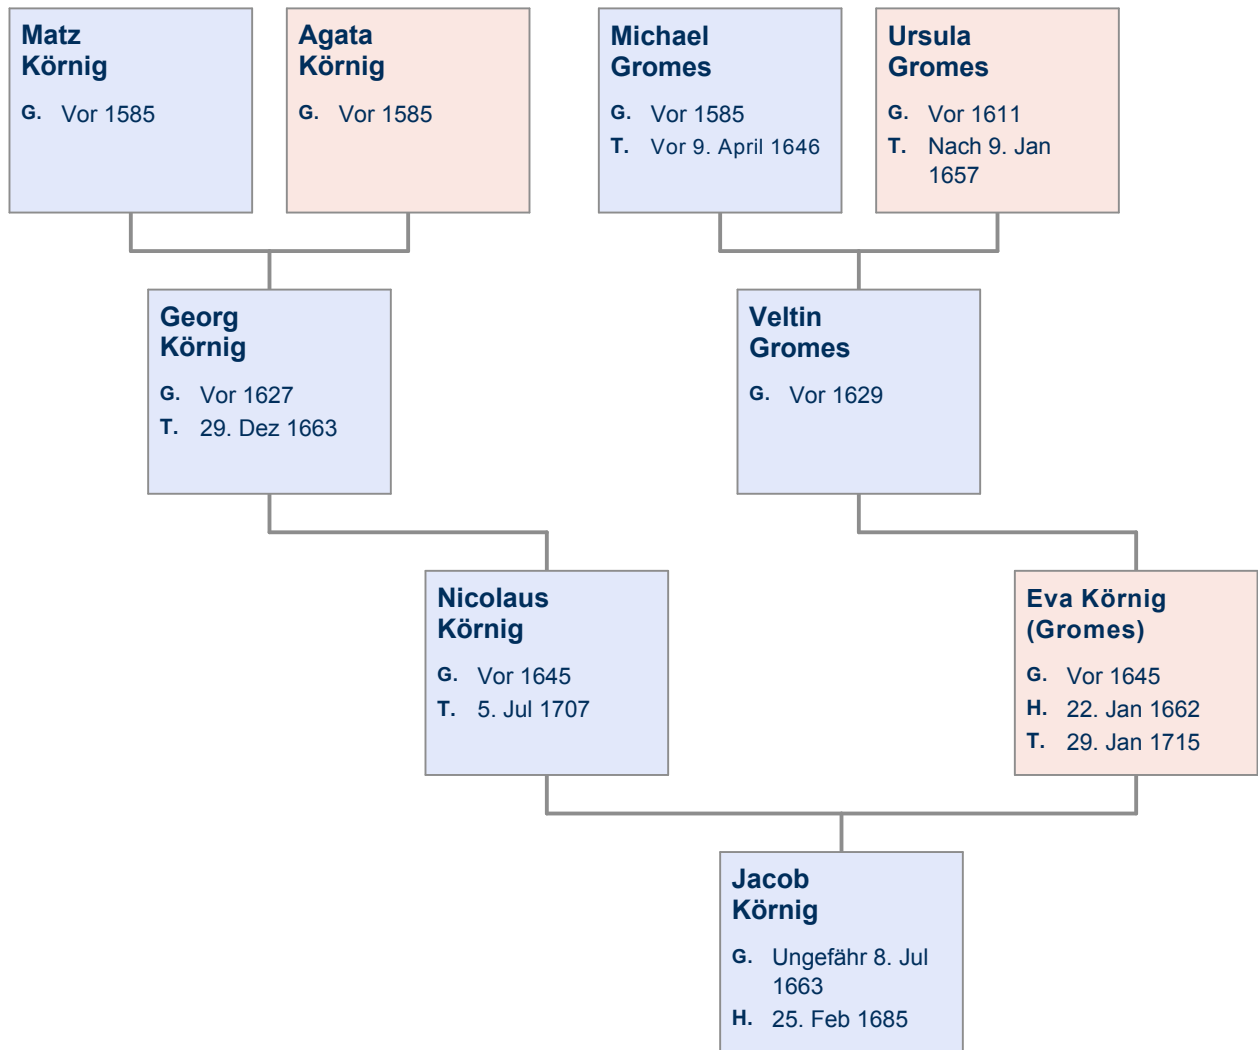 Matz
Körnig
G. Vor 1585
Agata
Körnig
G. Vor 1585
Michael
Gromes
G. Vor 1585
T. Vor 9. April 1646
Ursula
Gromes
G. Vor 1611
T. Nach 9. Jan
1657
Georg
Körnig
G. Vor 1627
T. 29. Dez 1663
Veltin
Gromes
G. Vor 1629
Nicolaus
Körnig
G. Vor 1645
T. 5. Jul 1707
Eva Körnig
(Gromes)
G. Vor 1645
H. 22. Jan 1662
T. 29. Jan 1715
Jacob
Körnig
G. Ungefähr 8. Jul
1663
H. 25. Feb 1685